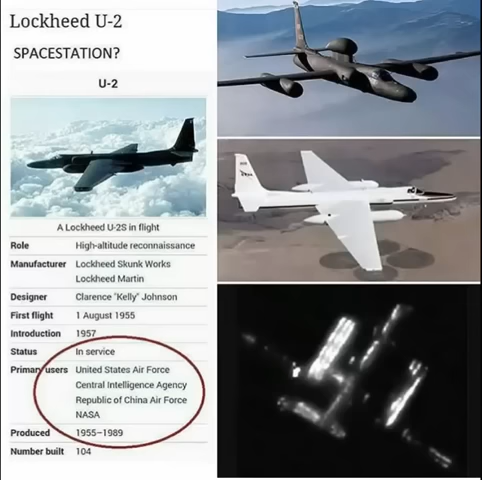 Lockheed U-2
SPACESTATION?
U-2
A Lockheed U-2S in flight
Role High-altitude reconnaissance
Manufacturer Lockheed Skunk Works
Lockheed Martin
Designer Clarence "Kelly" Johnson
First flight 1 August 1955
Introduction 1957
Status In service
Primary users United States Air Force
Central Intelligence Agency
Republic of China Air Force
NASA
Produced 1955–1989
Number built 104